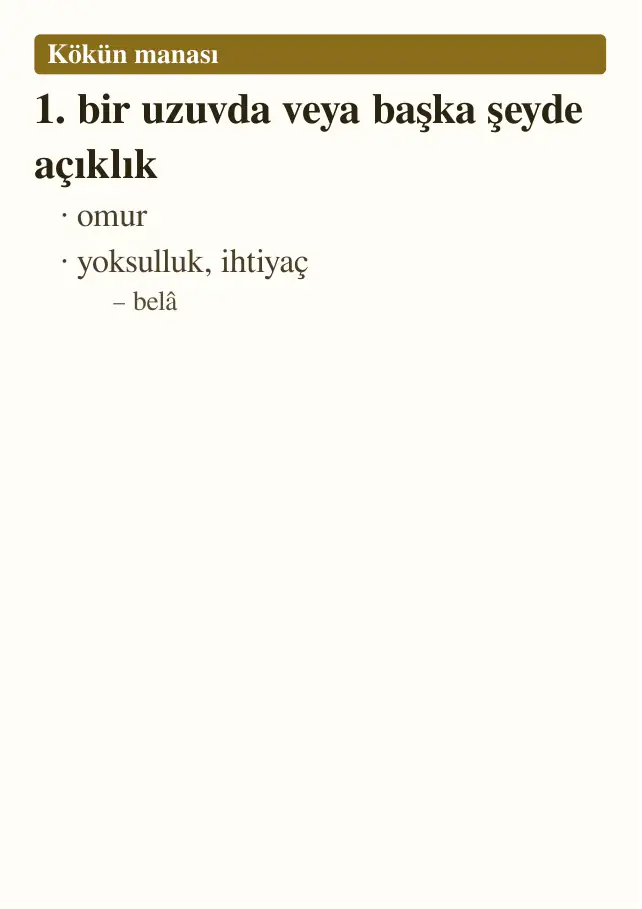 Kökün manası
1. bir uzuvda veya başka şeyde
açıklık
· omur
· yoksulluk, ihtiyaç
– belâ